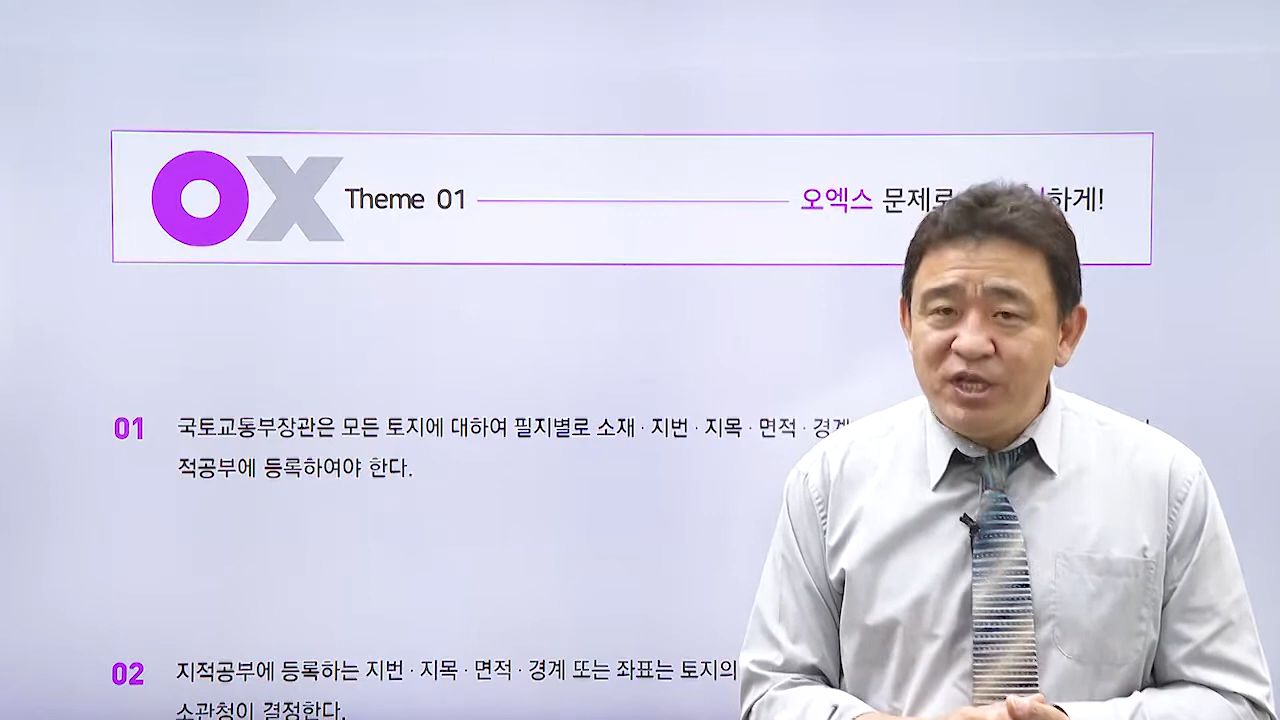 OX Theme 01 오엑스 문제로 하게!
01 국토교통부장관은 모든 토지에 대하여 필지별로 소재 · 지번 · 지목 · 면적 ·
적공부에 등록하여야 한다.
02 지적공부에 등록하는 지번 · 지목 · 면적 · 경계 또는 좌표는 토지의
소관청이 결정한다.